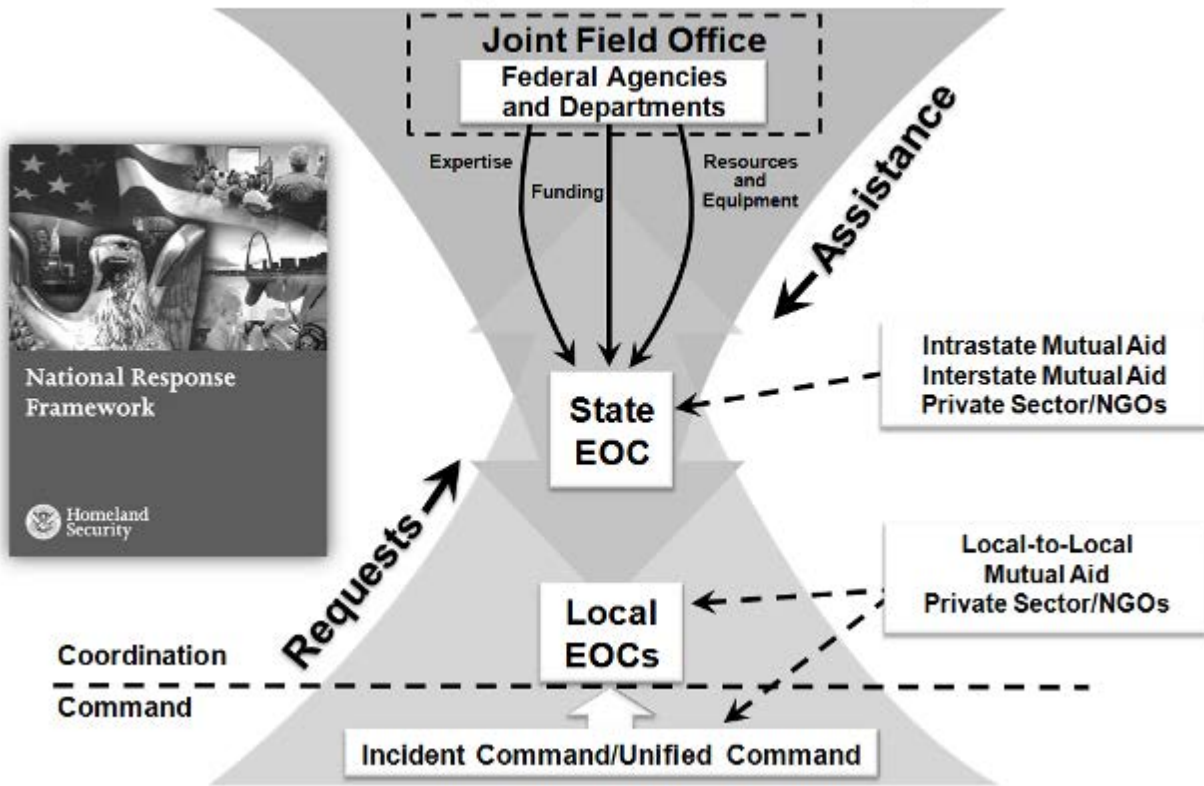 Joint Field Office
Federal Agencies
and Departments
Expertise
Funding
Resources
and
Equipment
Assistance
National Response
Framework
Homeland
Security
State
EOC
Intrastate Mutual Aid
Interstate Mutual Aid
Private Sector/NGOs
Requests
Local
EOCs
Local-to-Local
Mutual Aid
Private Sector/NGOs
Coordination
Command
Incident Command/Unified Command